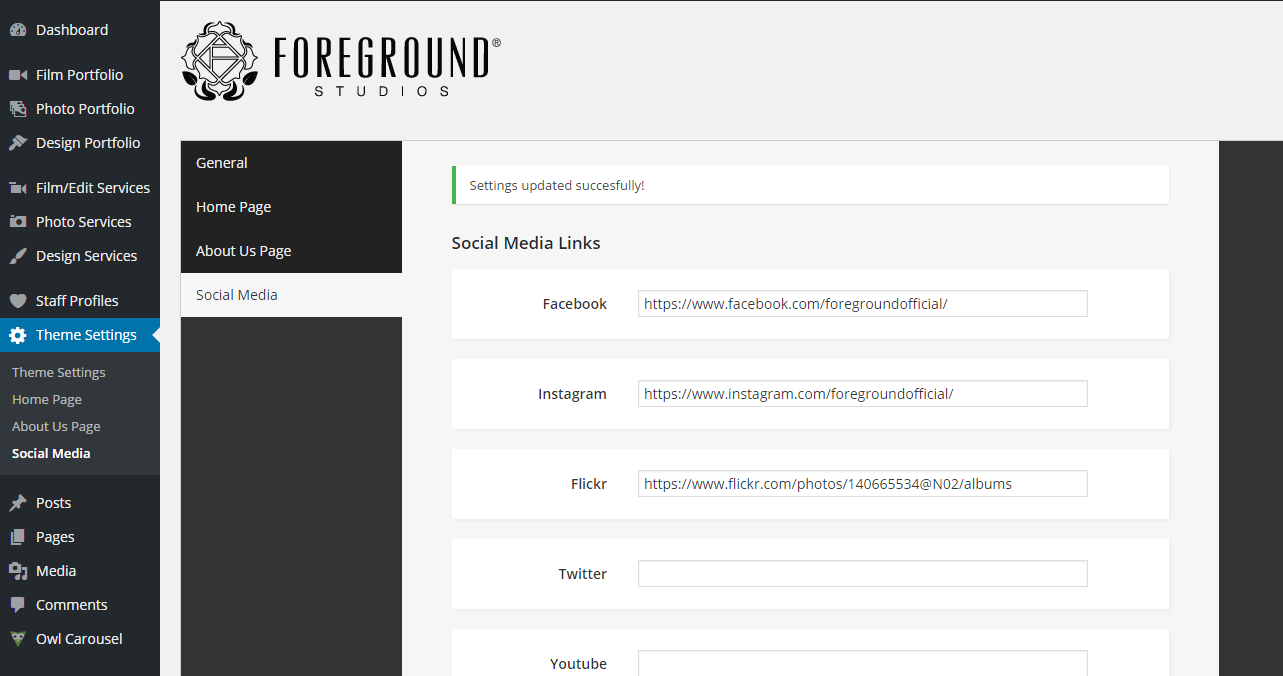 Dashboard
Film Portfolio
Photo Portfolio
Design Portfolio
Film/Edit Services
Photo Services
Design Services
Staff Profiles
Theme Settings
Theme Settings
Home Page
About Us Page
Social Media
Posts
Pages
Media
Comments
Owl Carousel
FOREGROUND®
STUDIOS
General
Home Page
About Us Page
Social Media
Settings updated succesfully!
Social Media Links
Facebook https://www.facebook.com/foregroundofficial/
Instagram https://www.instagram.com/foregroundofficial/
Flickr https://www.flickr.com/photos/140665534@N02/albums
Twitter
Youtube